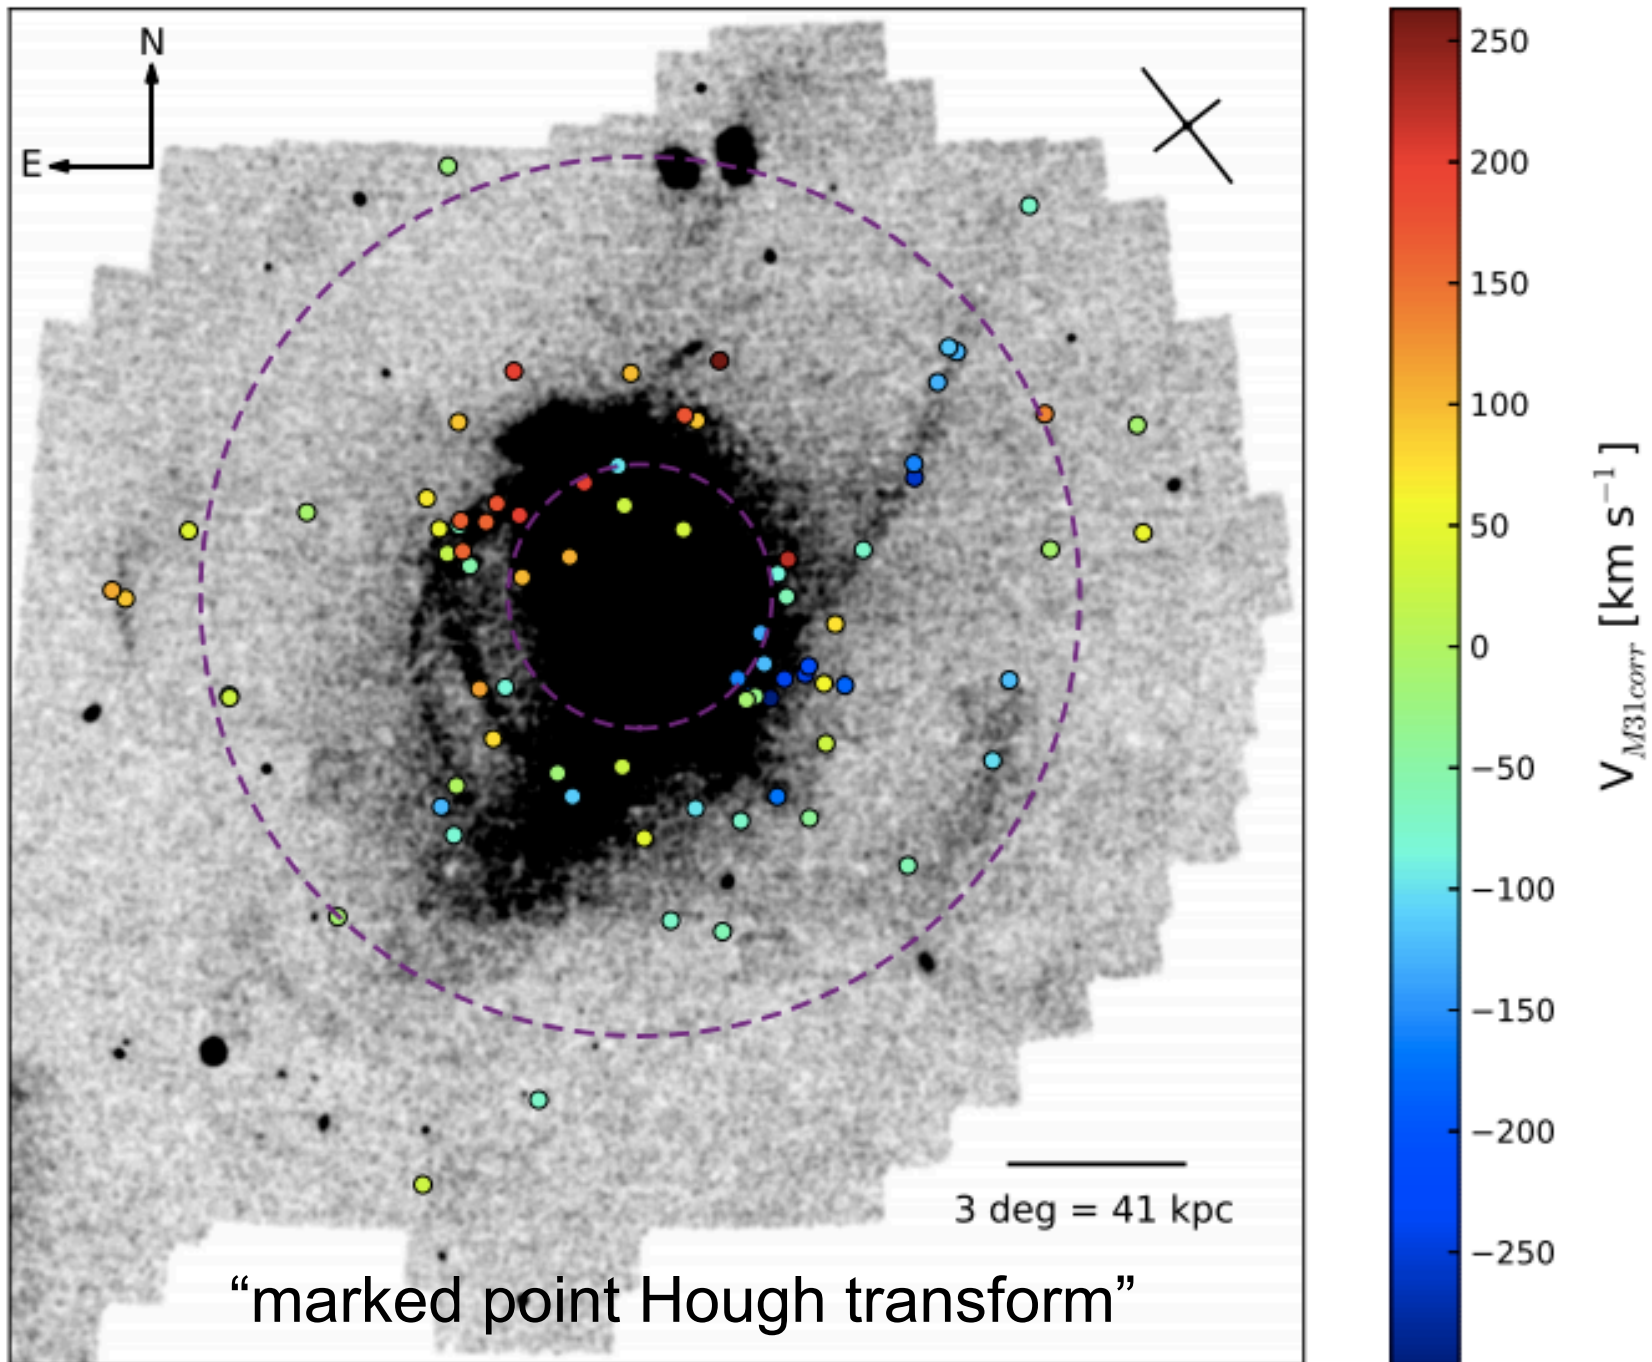 N
E
3 deg = 41 kpc
“marked point Hough transform”
250
200
150
100
50
0
−50
−100
−150
−200
−250
V_M31corr [km s⁻¹]